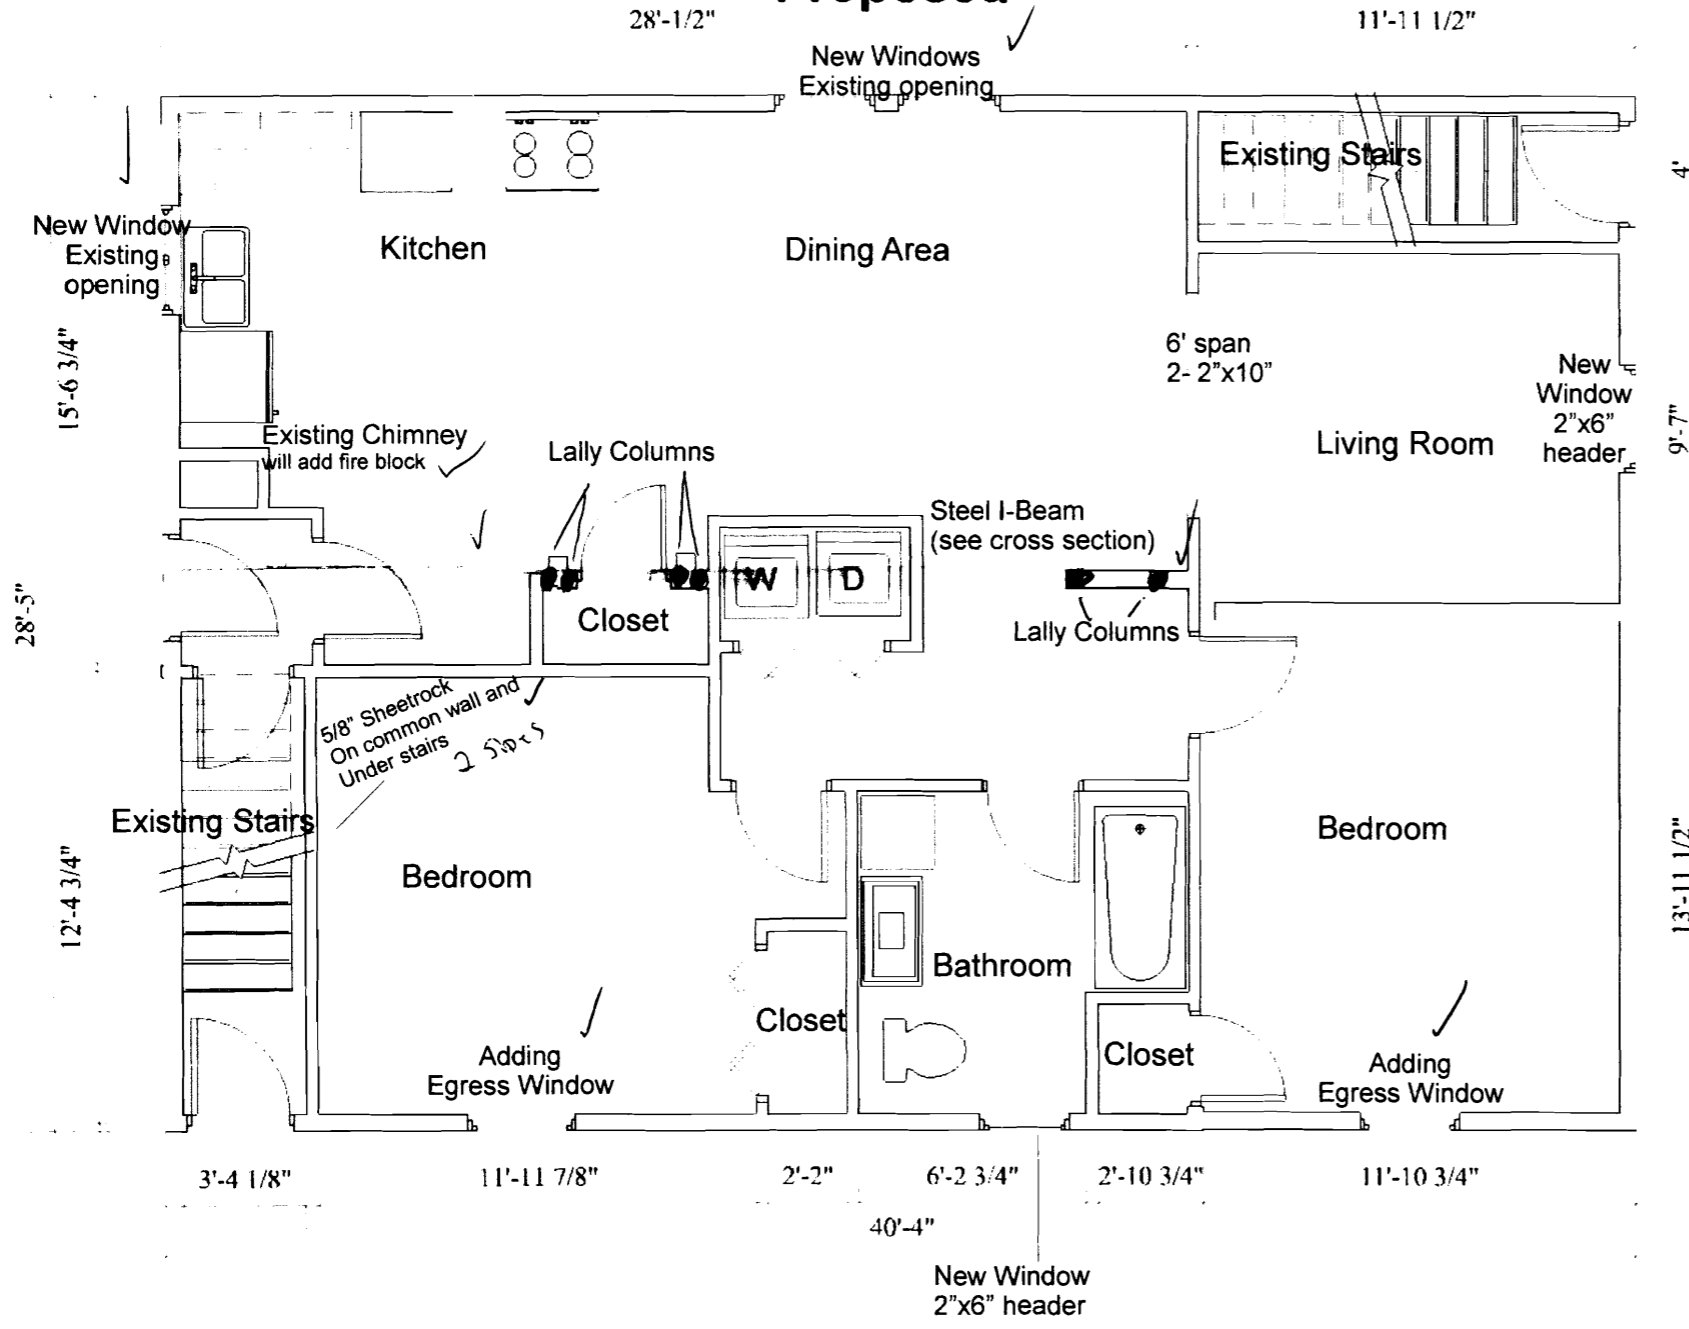 Proposed
28'-1/2"
11'-11 1/2"
New Windows
Existing opening
Existing Stairs
4'
New Window
Existing
opening
Kitchen
Dining Area
15'-6 3/4"
6' span
2- 2"x10"
New
Window
2"x6"
header
9'-7"
Existing Chimney
will add fire block
Lally Columns
Living Room
Steel I-Beam
(see cross section)
W
D
28'-5"
Closet
Lally Columns
5/8" Sheetrock
On common wall and
Under stairs
2 sides
Existing Stairs
12'-4 3/4"
Bedroom
Bedroom
13'-11 1/2"
Bathroom
Closet
Closet
Adding
Egress Window
Adding
Egress Window
3'-4 1/8"
11'-11 7/8"
2'-2"
6'-2 3/4"
2'-10 3/4"
11'-10 3/4"
40'-4"
New Window
2"x6" header